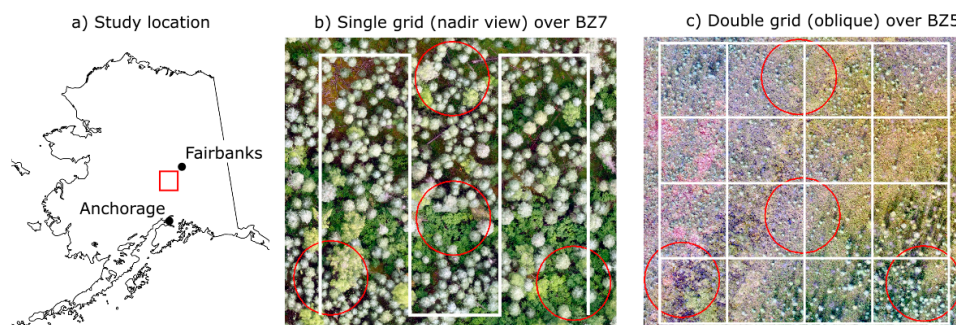 a) Study location
b) Single grid (nadir view) over BZ7
c) Double grid (oblique) over BZ5
Fairbanks
Anchorage